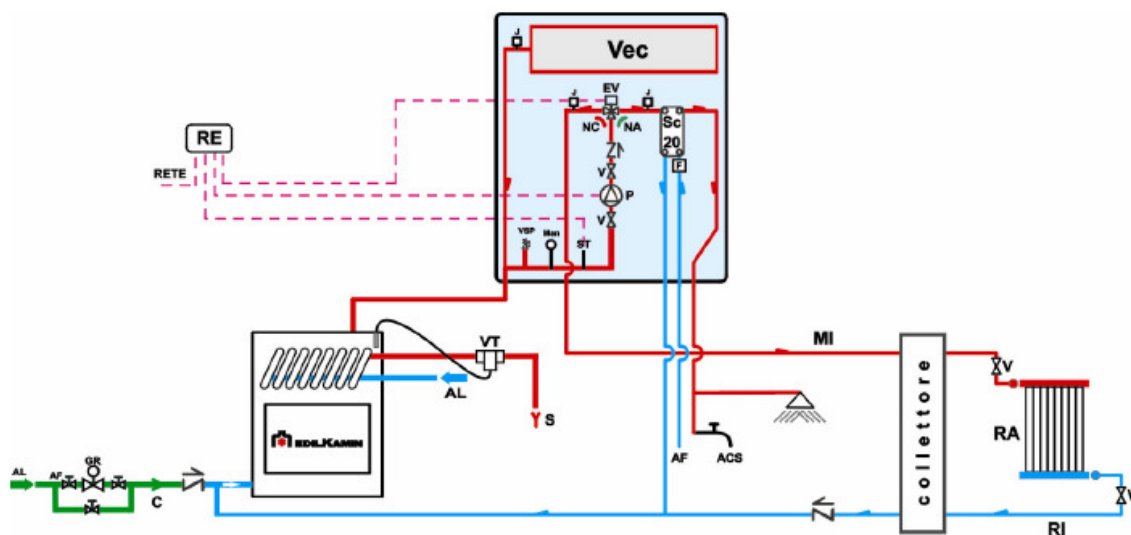 J
Vec
EV
J
J
NC
NA
Sc
20
RE
F
RETE
V
P
V
VSP
Man
ST
VT
MI
V
AL
S
EDILKAMIN
RA
collettore
AF
ACS
AL
AF
GR
C
V
RI